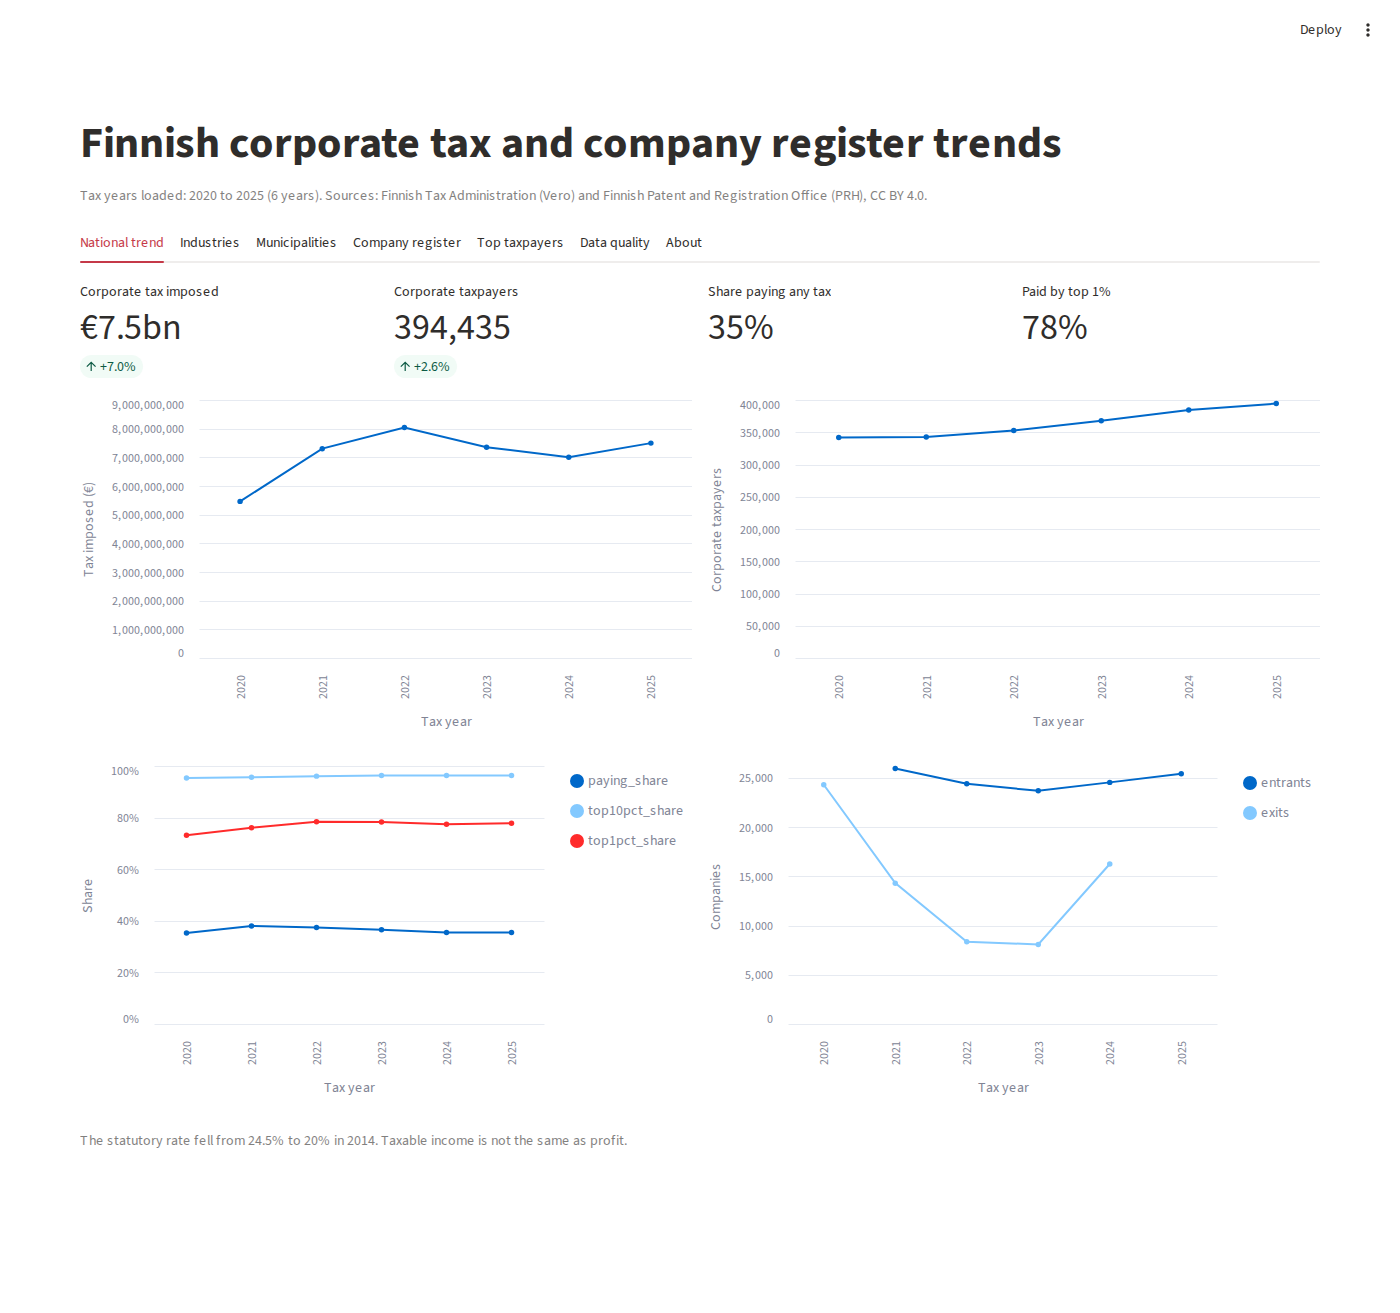 Deploy
Finnish corporate tax and company register trends
Tax years loaded: 2020 to 2025 (6 years). Sources: Finnish Tax Administration (Vero) and Finnish Patent and Registration Office (PRH), CC BY 4.0.
National trend Industries Municipalities Company register Top taxpayers Data quality About
Corporate tax imposed
€7.5bn
↑ +7.0%
Corporate taxpayers
394,435
↑ +2.6%
Share paying any tax
35%
Paid by top 1%
78%
Tax imposed (€)
9,000,000,000
8,000,000,000
7,000,000,000
6,000,000,000
5,000,000,000
4,000,000,000
3,000,000,000
2,000,000,000
1,000,000,000
0
2020 2021 2022 2023 2024 2025
Tax year
Corporate taxpayers
400,000
350,000
300,000
250,000
200,000
150,000
100,000
50,000
0
2020 2021 2022 2023 2024 2025
Tax year
Share
100%
80%
60%
40%
20%
0%
2020 2021 2022 2023 2024 2025
Tax year
paying_share
top10pct_share
top1pct_share
Companies
25,000
20,000
15,000
10,000
5,000
0
2020 2021 2022 2023 2024 2025
Tax year
entrants
exits
The statutory rate fell from 24.5% to 20% in 2014. Taxable income is not the same as profit.